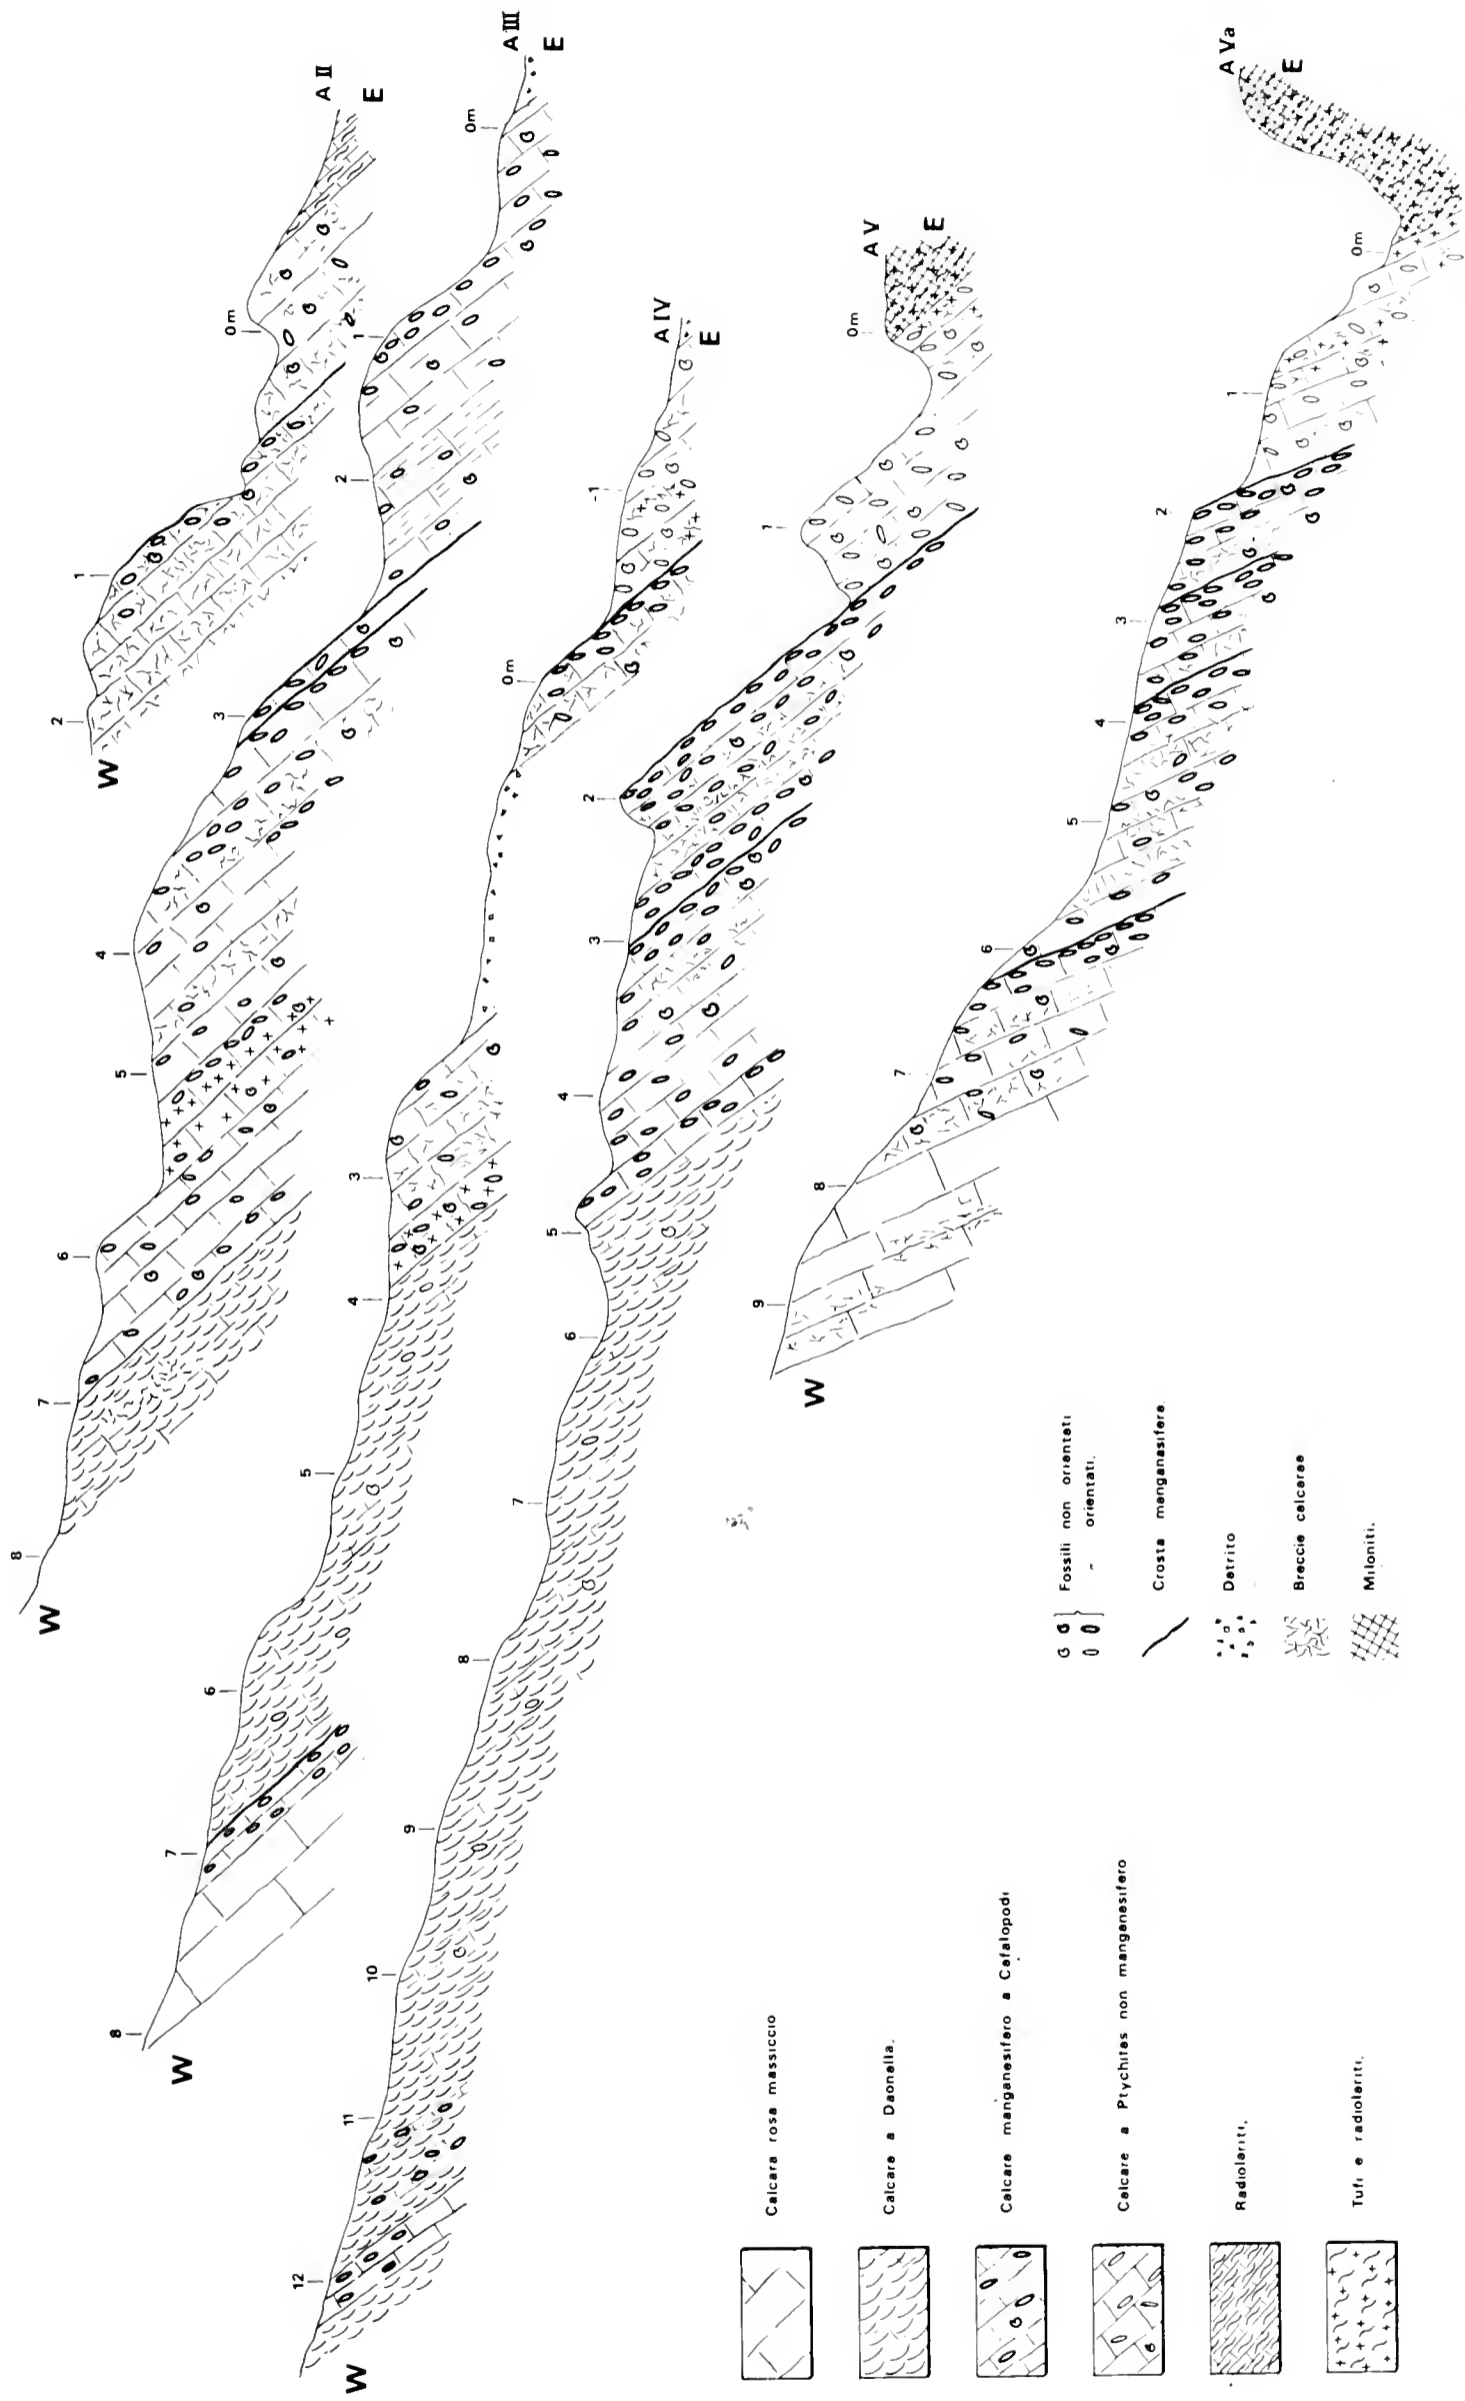 W 2 1 0m A II E
W 8 7 6 5 4 3 2 1 0m A III E
W 8 7 6 5 4 3 0m -1 A IV E
W 12 11 10 9 8 7 6 5 4 3 2 1 0m A V E
W 9 8 7 6 5 4 3 2 1 0m A Va E
Calcare rosa massiccio
Calcare a Daonella.
Calcare manganesifero a Cefalopodi
Calcare a Ptychites non manganesifero
Radiolariti.
Tufi e radiolariti.
Fossili non orientati
" orientati.
Crosta manganesifera.
Detrito
Breccie calcaree
Miloniti.